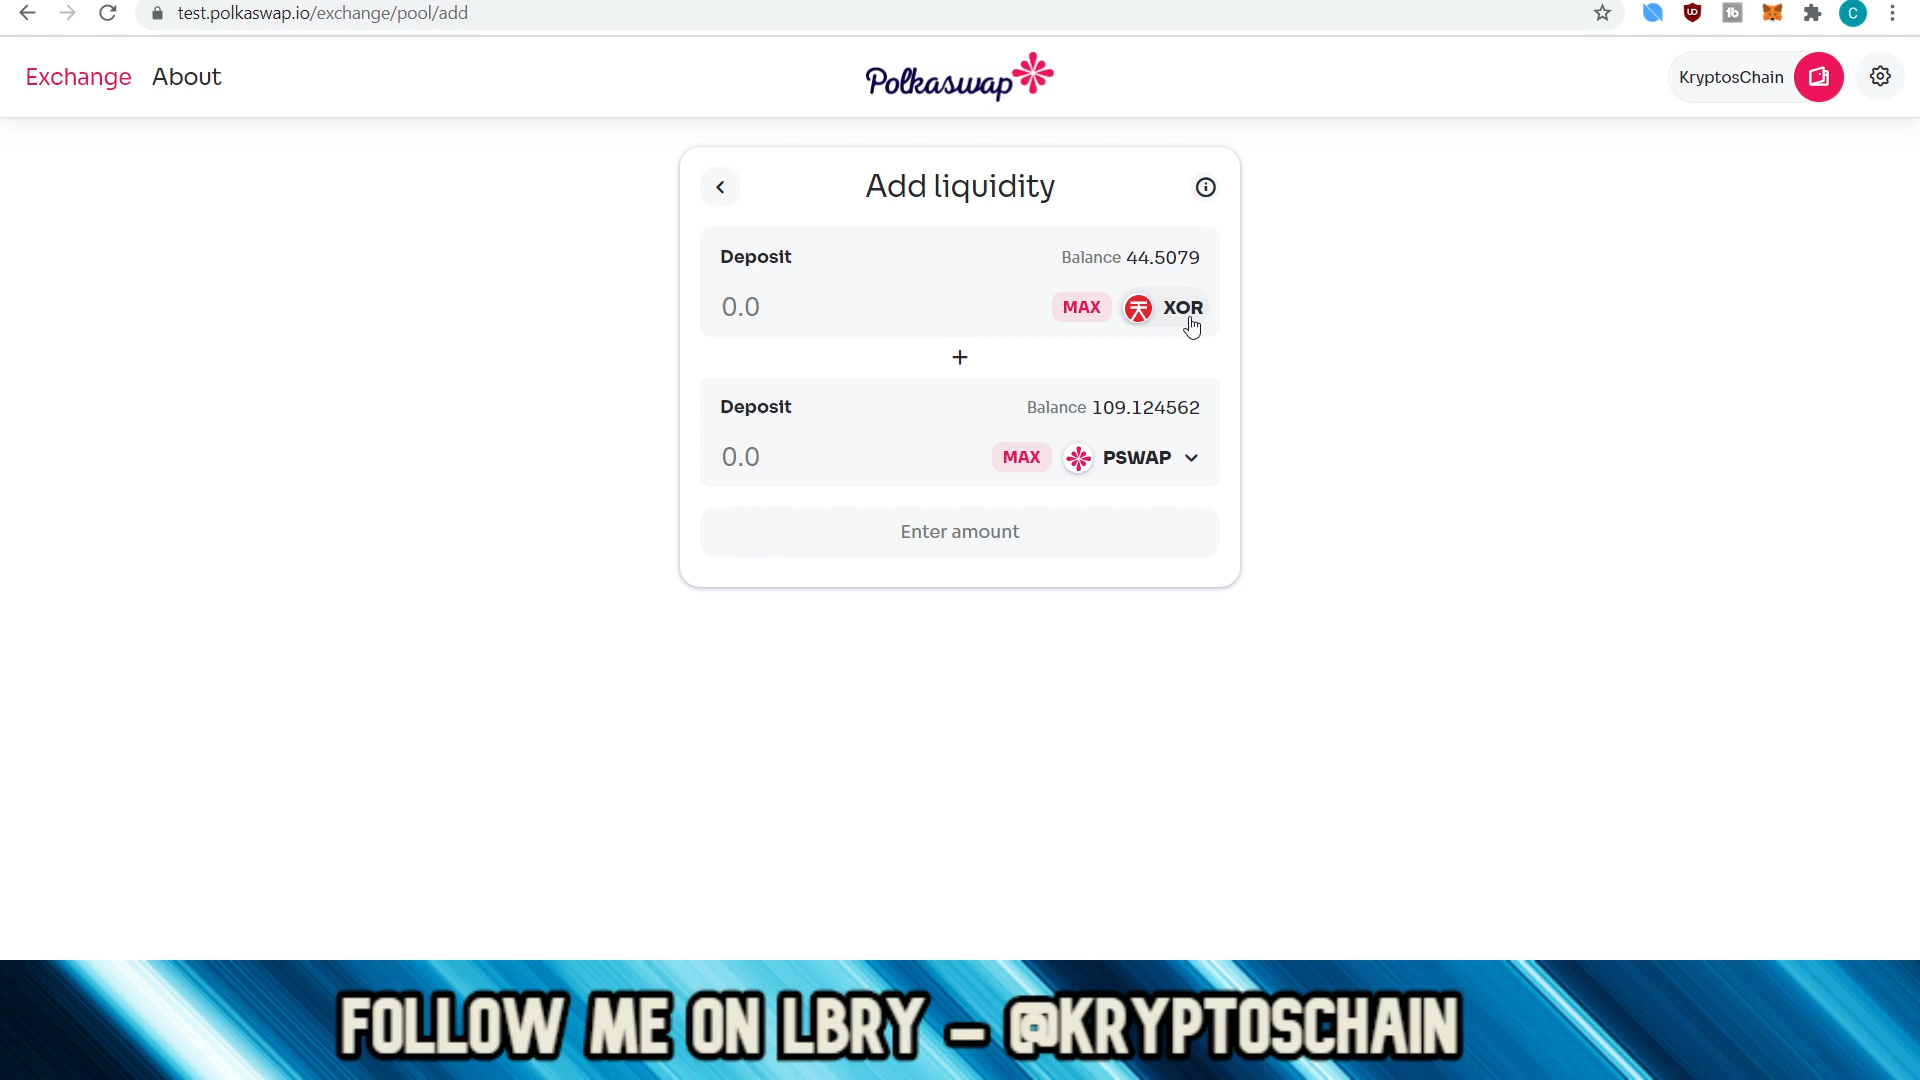 test.polkaswap.io/exchange/pool/add
C
Exchange About
Polkaswap
KryptosChain
Add liquidity
Deposit Balance 44.5079
0.0 MAX XOR
+
Deposit Balance 109.124562
0.0 MAX PSWAP
Enter amount
FOLLOW ME ON LBRY - @KRYPTOSCHAIN